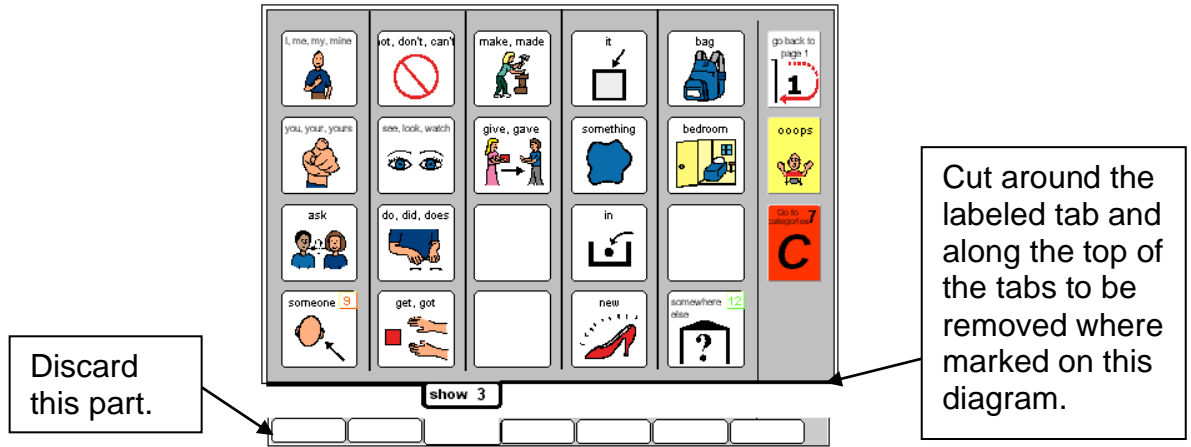 I, me, my, mine
not, don't, can't
make, made
it
bag
go back to
page 1
1
you, your, yours
see, look, watch
give, gave
something
bedroom
ooops
ask
do, did, does
in
Go to
categories 7
C
someone 9
get, got
new
somewhere 12
else
?
show 3
Discard
this part.
Cut around the
labeled tab and
along the top of
the tabs to be
removed where
marked on this
diagram.